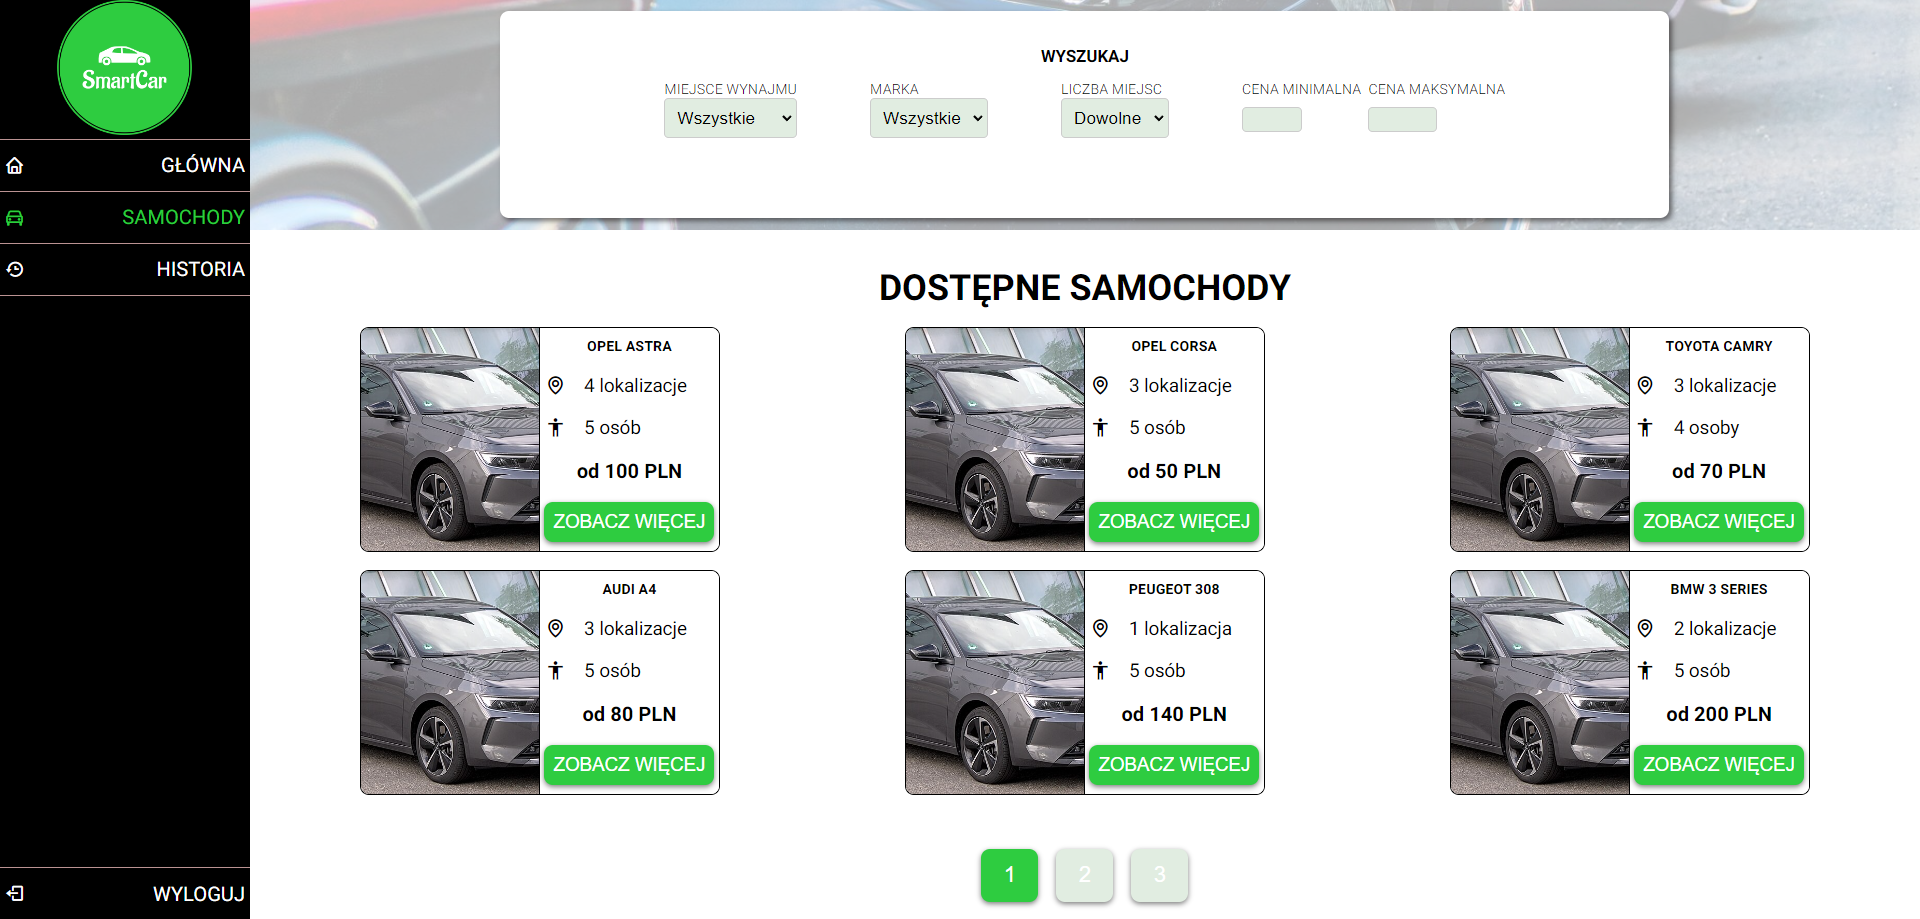 SmartCar
GŁÓWNA
SAMOCHODY
HISTORIA
WYLOGUJ
WYSZUKAJ
MIEJSCE WYNAJMU
MARKA
LICZBA MIEJSC
CENA MINIMALNA
CENA MAKSYMALNA
Wszystkie
Wszystkie
Dowolne
DOSTĘPNE SAMOCHODY
OPEL ASTRA
4 lokalizacje
5 osób
od 100 PLN
ZOBACZ WIĘCEJ
OPEL CORSA
3 lokalizacje
5 osób
od 50 PLN
ZOBACZ WIĘCEJ
TOYOTA CAMRY
3 lokalizacje
4 osoby
od 70 PLN
ZOBACZ WIĘCEJ
AUDI A4
3 lokalizacje
5 osób
od 80 PLN
ZOBACZ WIĘCEJ
PEUGEOT 308
1 lokalizacja
5 osób
od 140 PLN
ZOBACZ WIĘCEJ
BMW 3 SERIES
2 lokalizacje
5 osób
od 200 PLN
ZOBACZ WIĘCEJ
1
2
3